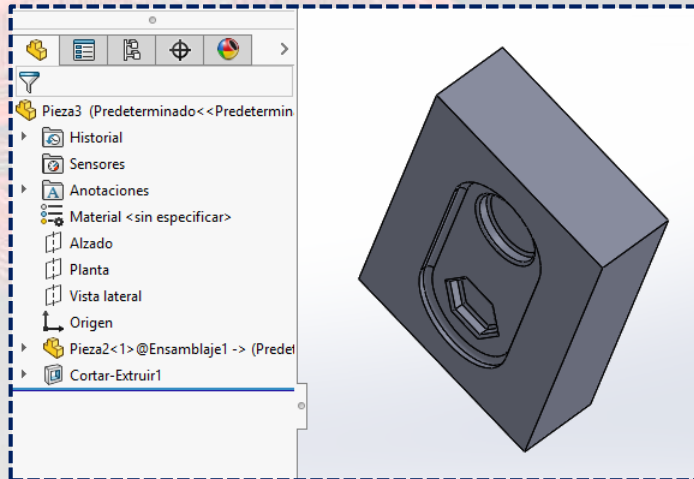 Pieza3 (Predeterminado<<Predetermin
Historial
Sensores
A Anotaciones
Material <sin especificar>
Alzado
Planta
Vista lateral
Origen
Pieza2<1>@Ensamblaje1 -> (Predet
Cortar-Extruir1